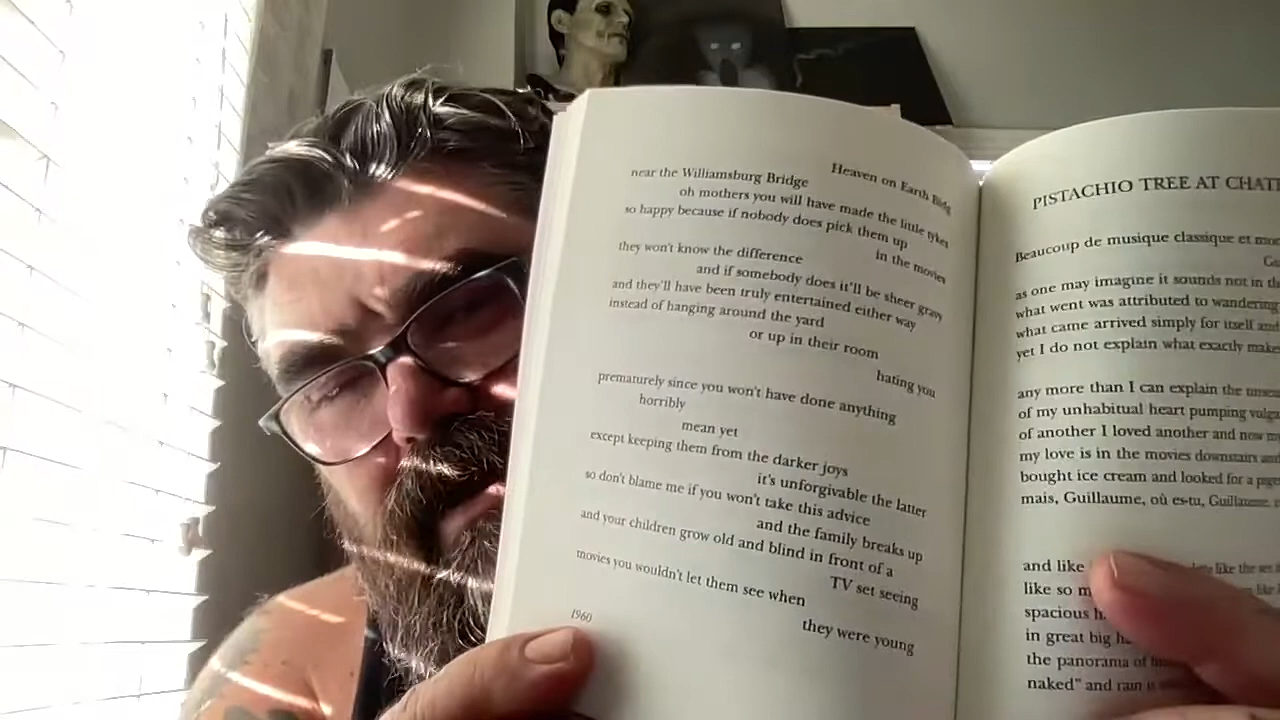 near the Williamsburg Bridge
Heaven on Earth Bldg
oh mothers you will have made the little tykes
so happy because if nobody does pick them up
in the movies
they won't know the difference
and if somebody does it'll be sheer gravy
and they'll have been truly entertained either way
instead of hanging around the yard
or up in their room
hating you
prematurely since you won't have done anything
horribly
mean yet
except keeping them from the darker joys
it's unforgivable the latter
so don't blame me if you won't take this advice
and the family breaks up
and your children grow old and blind in front of a
TV set seeing
movies you wouldn't let them see when
they were young
1960
PISTACHIO TREE AT
Beaucoup de musique classique et
as one may imagine it sounds not in
what went was attributed to wandering
what came arrived simply for itself and
yet I do not explain what exactly makes
any more than I can explain the
of my unhabitual heart pumping
of another I loved another and now
my love is in the movies downstairs and
bought ice cream and looked for a
mais, Guillaume, où es-tu, Guillaume,
and like
like the
like so
like
spacious
in great big
the panorama of
naked" and rain